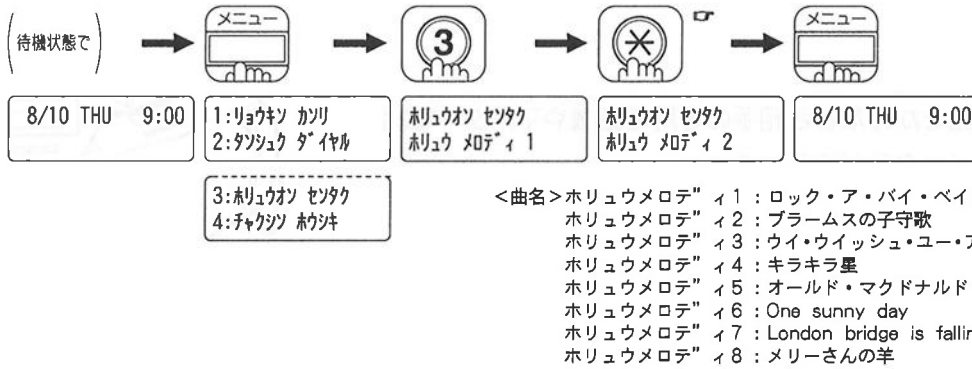 (待機状態で)
メニュー
3
＊
☞
メニュー
8/10 THU 9:00
1:リョウキン カンリ
2:タンシュク ダイヤル
ホリュウオン センタク
ホリュウ メロディ 1
ホリュウオン センタク
ホリュウ メロディ 2
8/10 THU 9:00
3:ホリュウオン センタク
4:チャクシン ホウシキ
<曲名>ホリュウメロデ"ィ1:ロック・ア・バイ・ベイ
ホリュウメロデ"ィ2:ブラームスの子守歌
ホリュウメロデ"ィ3:ウイ・ウイッシュ・ユー・
ホリュウメロデ"ィ4:キラキラ星
ホリュウメロデ"ィ5:オールド・マクドナルド
ホリュウメロデ"ィ6:One sunny day
ホリュウメロデ"ィ7:London bridge is fallin
ホリュウメロデ"ィ8:メリーさんの羊